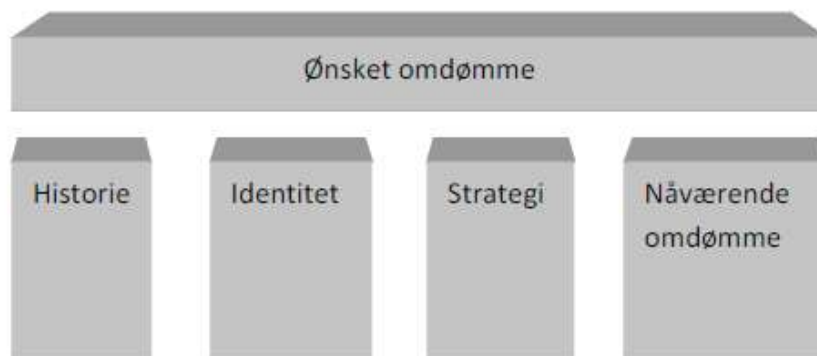 Ønsket omdømme
Historie
Identitet
Strategi
Nåværende
omdømme